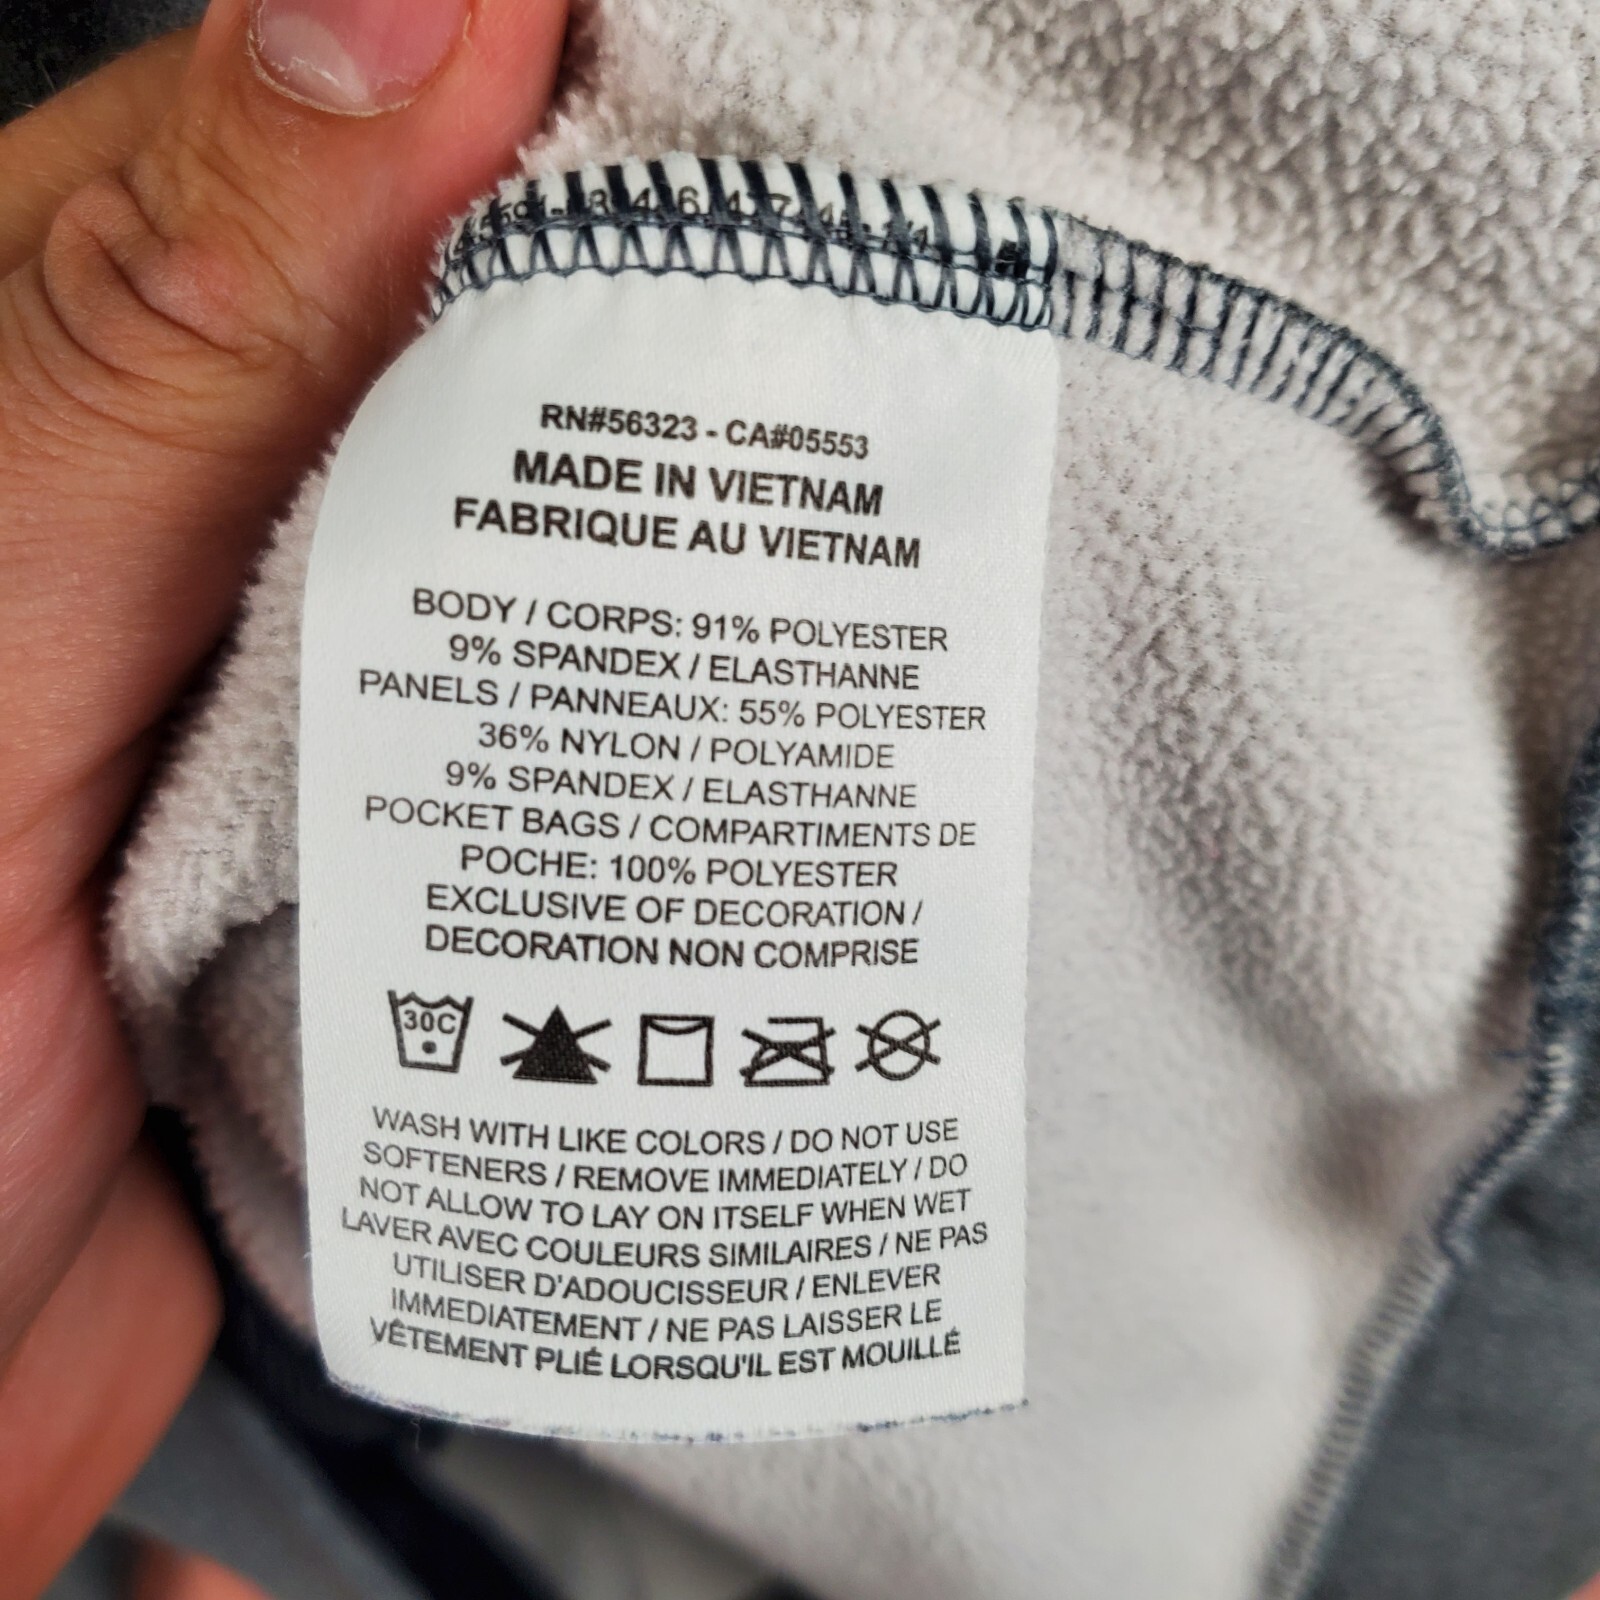 RN#56323 - CA#05553
MADE IN VIETNAM
FABRIQUE AU VIETNAM
BODY / CORPS: 91% POLYESTER
9% SPANDEX / ELASTHANNE
PANELS / PANNEAUX: 55% POLYESTER
36% NYLON / POLYAMIDE
9% SPANDEX / ELASTHANNE
POCKET BAGS / COMPARTIMENTS DE
POCHE: 100% POLYESTER
EXCLUSIVE OF DECORATION /
DECORATION NON COMPRISE
30C
WASH WITH LIKE COLORS / DO NOT USE
SOFTENERS / REMOVE IMMEDIATELY / DO
NOT ALLOW TO LAY ON ITSELF WHEN WET
LAVER AVEC COULEURS SIMILAIRES / NE PAS
UTILISER D'ADOUCISSEUR / ENLEVER
IMMEDIATEMENT / NE PAS LAISSER LE
VÊTEMENT PLIÉ LORSQU'IL EST MOUILLÉ